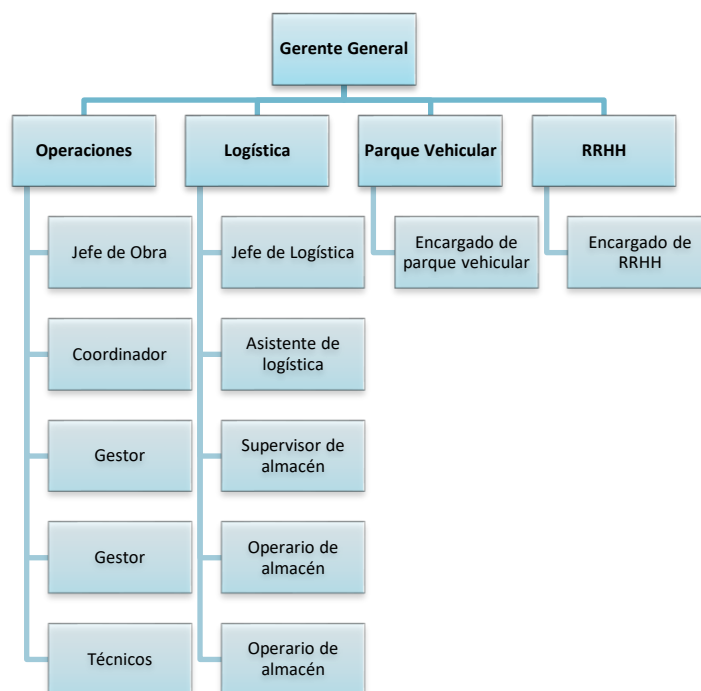 Gerente General
Operaciones
Logística
Parque Vehicular
RRHH
Jefe de Obra
Jefe de Logística
Encargado de
parque vehicular
Encargado de
RRHH
Coordinador
Asistente de
logística
Gestor
Supervisor de
almacén
Gestor
Operario de
almacén
Técnicos
Operario de
almacén